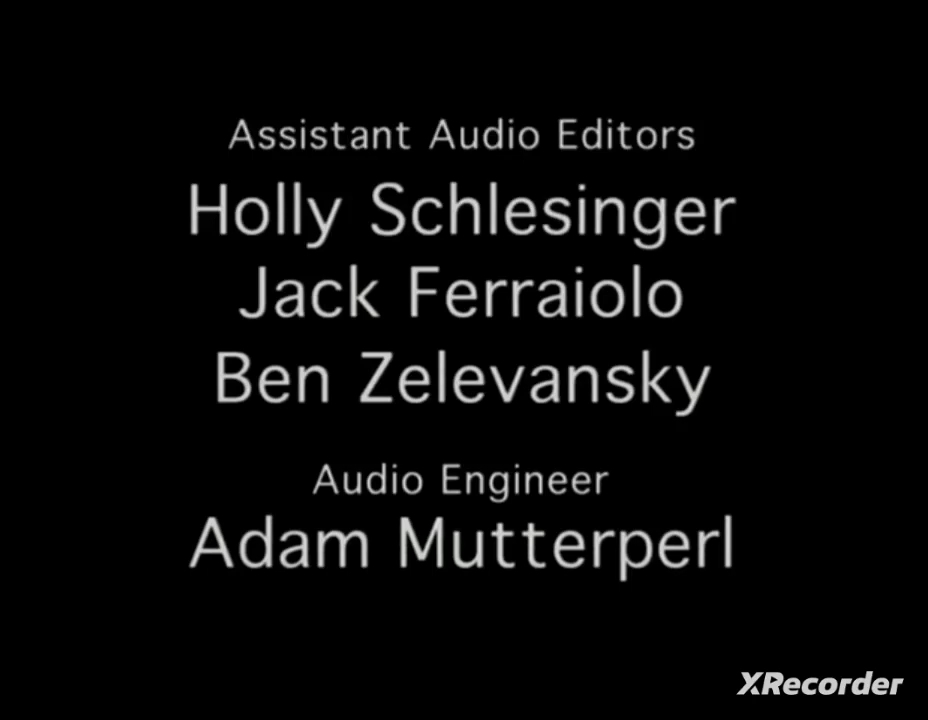 Assistant Audio Editors
Holly Schlesinger
Jack Ferraiolo
Ben Zelevansky
Audio Engineer
Adam Mutterperl
XRecorder